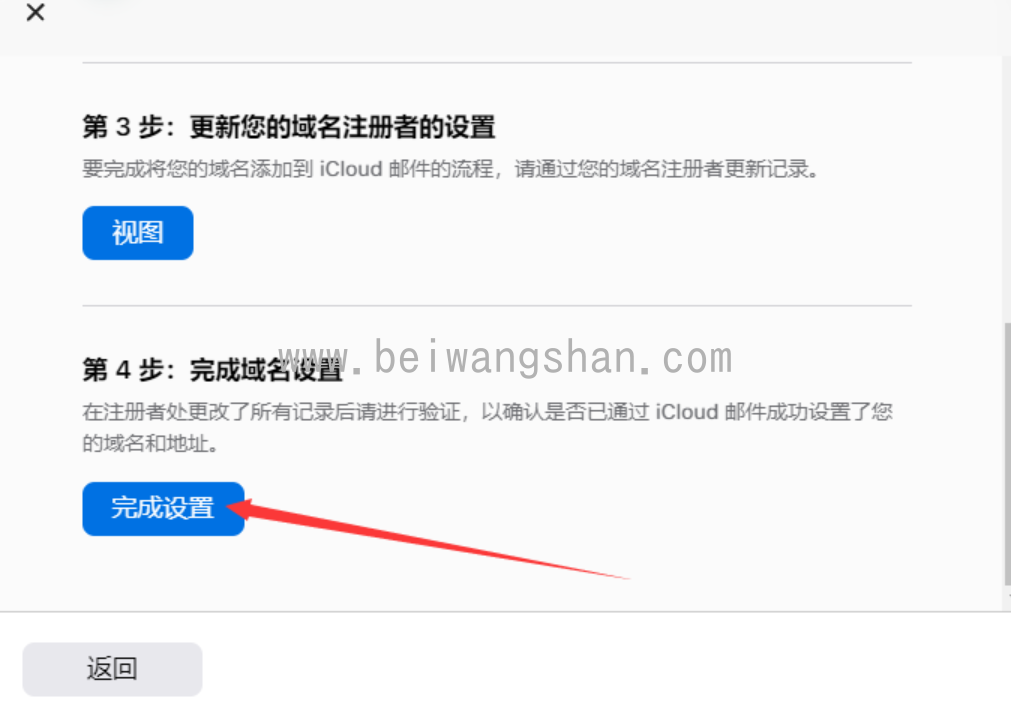 第 3 步：更新您的域名注册者的设置
要完成将您的域名添加到 iCloud 邮件的流程，请通过您的域名注册者更新记录。
视图
第 4 步：完成域名设置
www.beiwangshan.com
在注册者处更改了所有记录后请进行验证，以确认是否已通过 iCloud 邮件成功设置了您
的域名和地址。
完成设置
返回